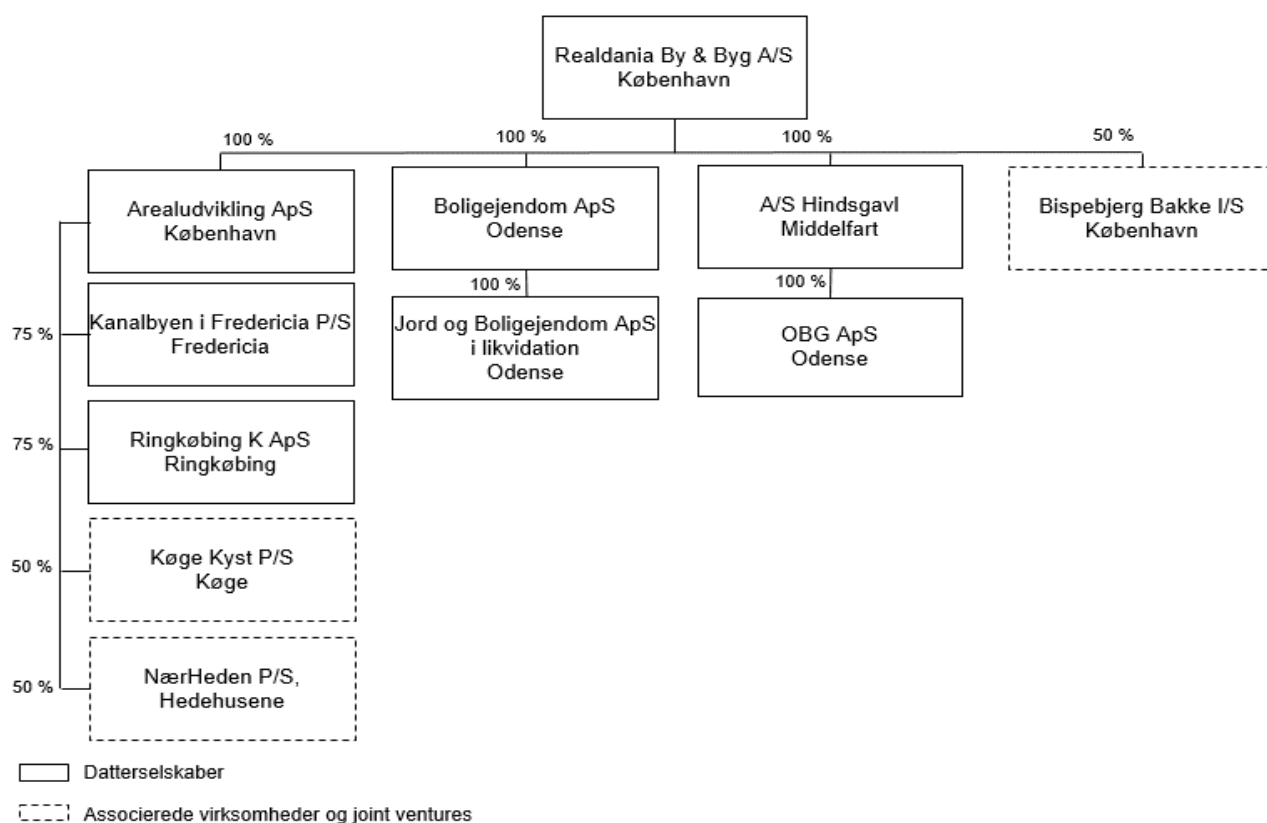 Realdania By & Byg A/S
København
100 %
100 %
100 %
50 %
Arealudvikling ApS
København
Boligejendom ApS
Odense
A/S Hindsgavl
Middelfart
Bispebjerg Bakke I/S
København
100 %
100 %
75 %
Kanalbyen i Fredericia P/S
Fredericia
Jord og Boligejendom ApS
i likvidation
Odense
OBG ApS
Odense
75 %
Ringkøbing K ApS
Ringkøbing
50 %
Køge Kyst P/S
Køge
50 %
NærHeden P/S,
Hedehusene
Datterselskaber
Associerede virksomheder og joint ventures